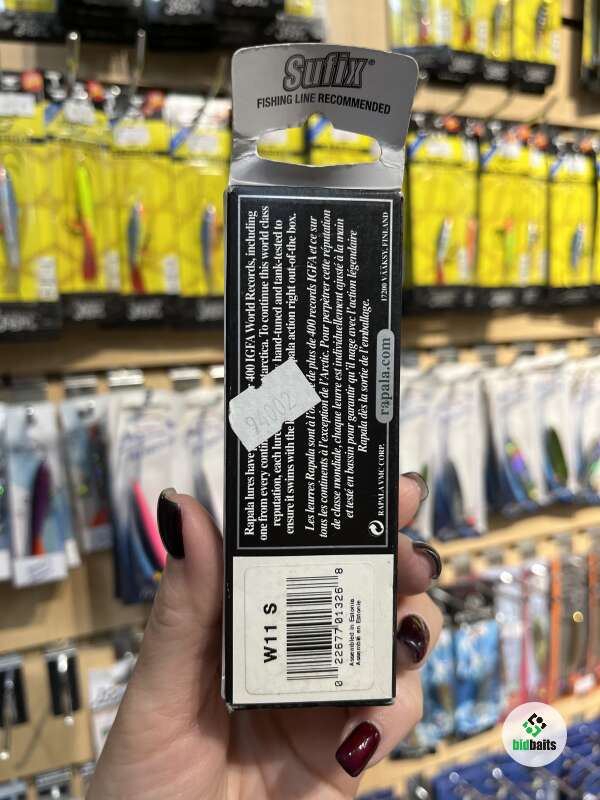 Sufix®
FISHING LINE RECOMMENDED
Rapala lures have 400 IGFA World Records, including
one from every contin arctica. To continue this world class
reputation, each lur hand-tuned and tank-tested to
ensure it swims with the pala action right out-of-the box.
Les leurres Rapala sont à l'o e de plus de 400 records IGFA et ce sur
tous les continents à l'exception de l'Arctic. Pour perpétrer cette réputation
de classe mondiale, chaque leurre est individuellement ajusté à la main
et testé en bassin pour garantir qu'il nage avec l'action légendaire
Rapala dès la sortie de l'emballage.
© RAPALA VMC CORP. rapala.com 17200 VÄÄKSY, FINLAND
94002
W11 S
0 22677 01326 8
Assembled in Estonia
Assemblé en Estonie
bidbaits